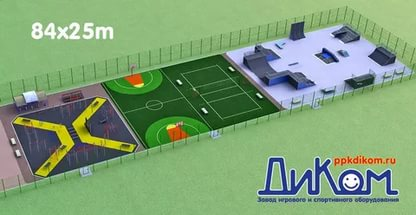 84x25m
ppkdikom.ru
ДиКом
Завод игрового и спортивного оборудования